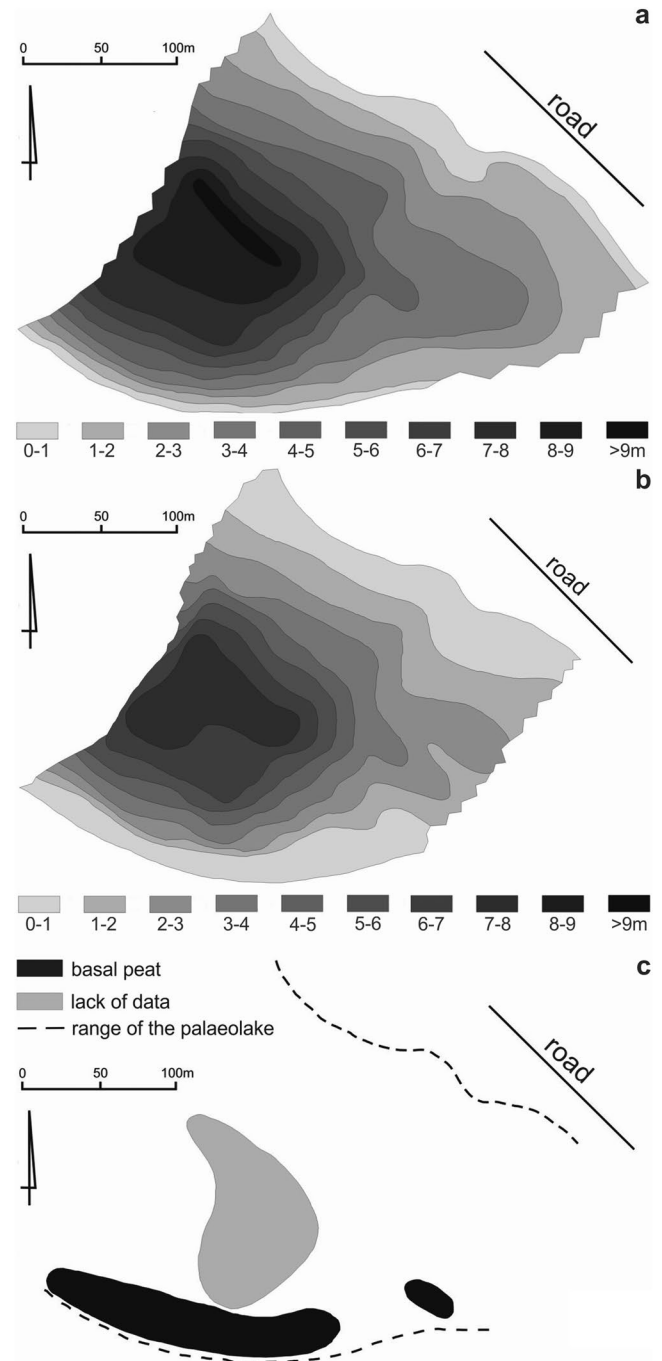 a
0 50 100m
road
0-1 1-2 2-3 3-4 4-5 5-6 6-7 7-8 8-9 >9m
b
0 50 100m
road
0-1 1-2 2-3 3-4 4-5 5-6 6-7 7-8 8-9 >9m
c
basal peat
lack of data
range of the palaeolake
0 50 100m
road